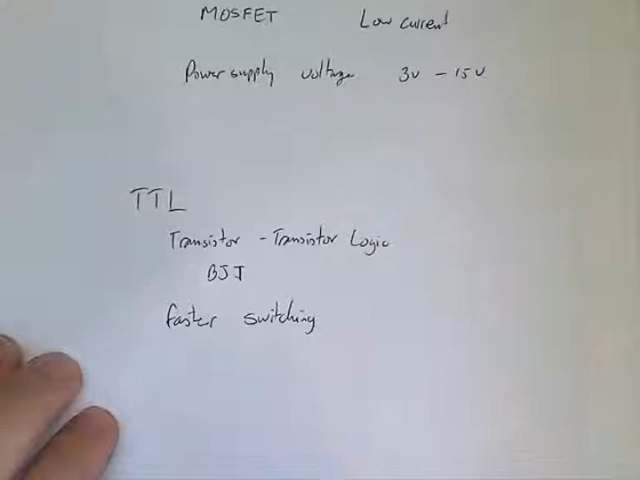 MOSFET Low current
Power supply voltage 3v - 15v
TTL
Transistor - Transistor Logic
BJT
faster switching